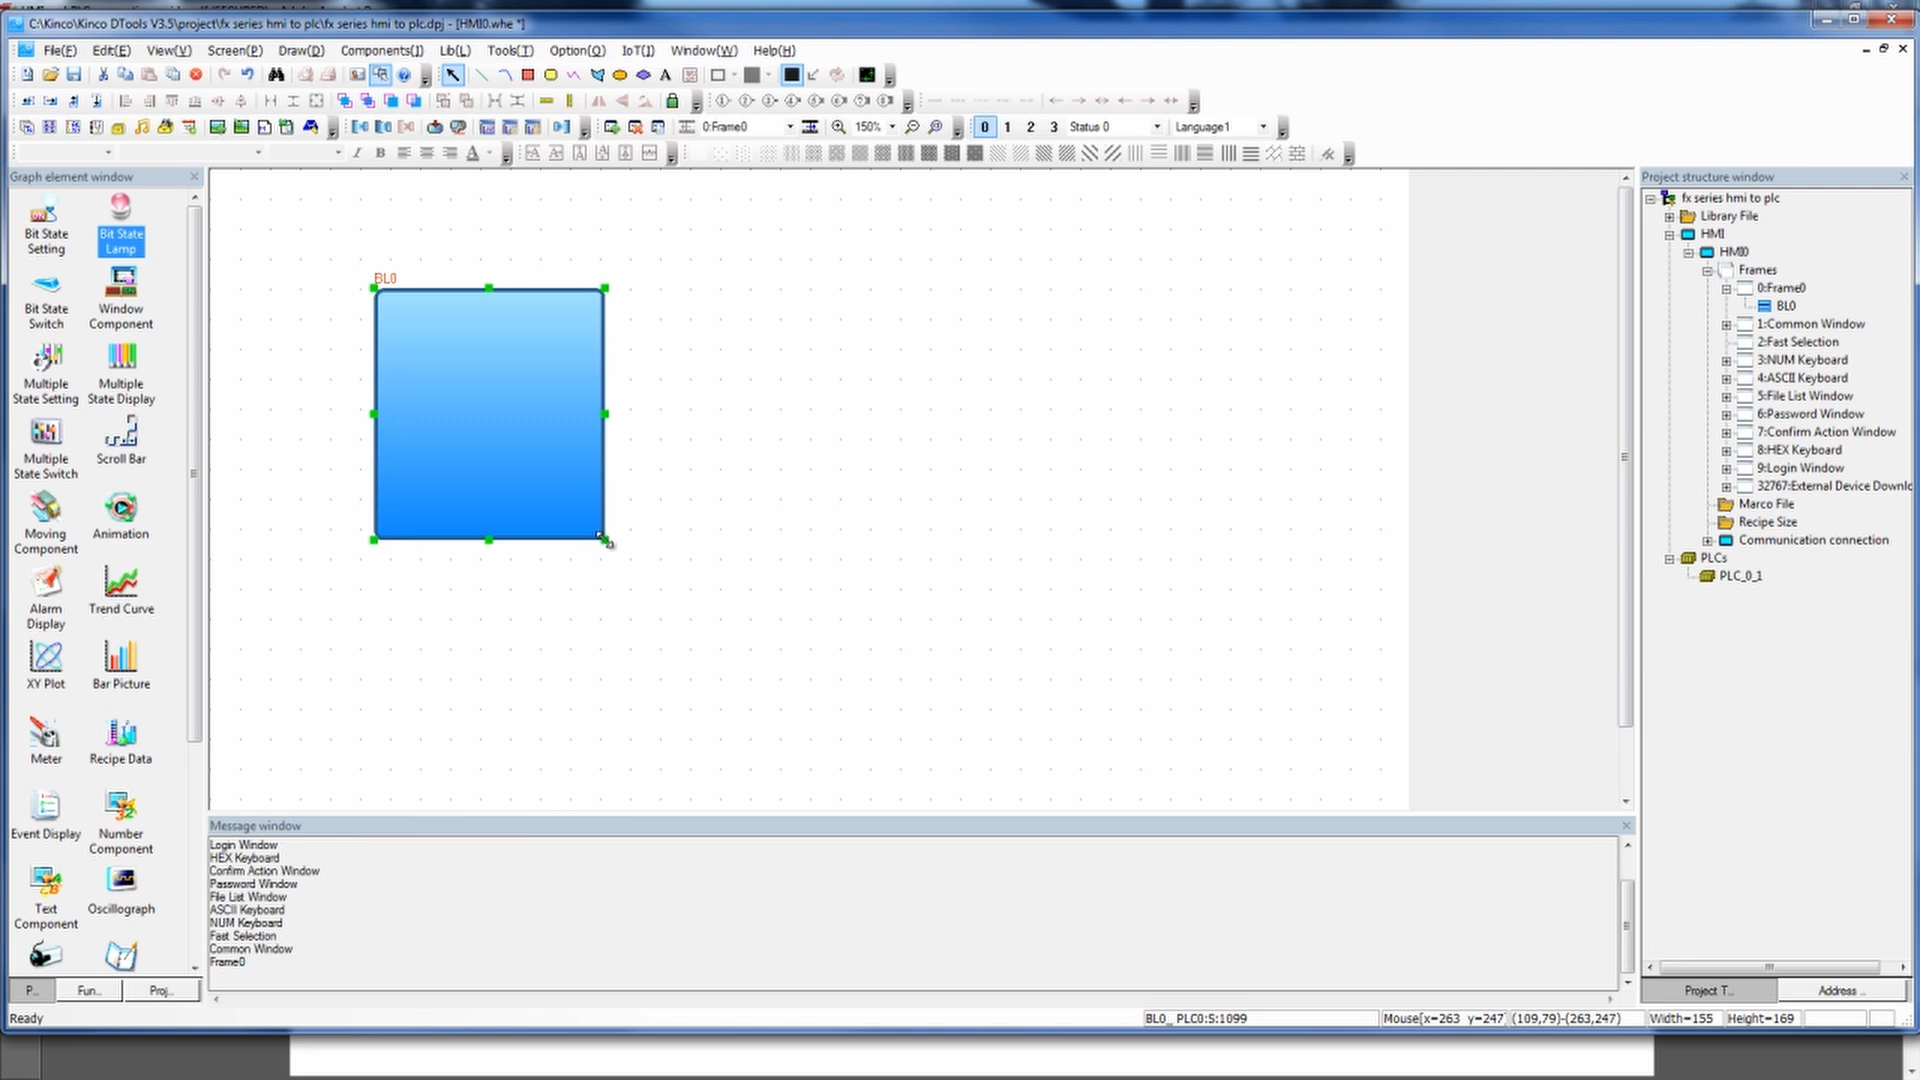 C:\Kinco\Kinco DTools V3.5\project\fx series hmi to plc\fx series hmi to plc.dpj - [HMI0.whe *]
File(F) Edit(E) View(V) Screen(P) Draw(D) Components(J) Lib(L) Tools(T) Option(Q) IoT(I) Window(W) Help(H)
0:Frame0 150% 0 1 2 3 Status 0 Language1
Graph element window
Bit State Setting
Bit State Lamp
Bit State Switch
Window Component
Multiple State Setting
Multiple State Display
Multiple State Switch
Scroll Bar
Moving Component
Animation
Alarm Display
Trend Curve
XY Plot
Bar Picture
Meter
Recipe Data
Event Display
Number Component
Text Component
Oscillograph
P...
Fun...
Proj...
BL0
Message window
Login Window
HEX Keyboard
Confirm Action Window
Password Window
File List Window
ASCII Keyboard
NUM Keyboard
Fast Selection
Common Window
Frame0
Project structure window
fx series hmi to plc
Library File
HMI
HMI0
Frames
0:Frame0
BL0
1:Common Window
2:Fast Selection
3:NUM Keyboard
4:ASCII Keyboard
5:File List Window
6:Password Window
7:Confirm Action Window
8:HEX Keyboard
9:Login Window
32767:External Device Downlo
Marco File
Recipe Size
Communication connection
PLCs
PLC_0_1
Project T...
Address ...
Ready
BL0_ PLC0:S:1099
Mouse[x=263 y=247]
(109,79)-(263,247)
Width=155
Height=169